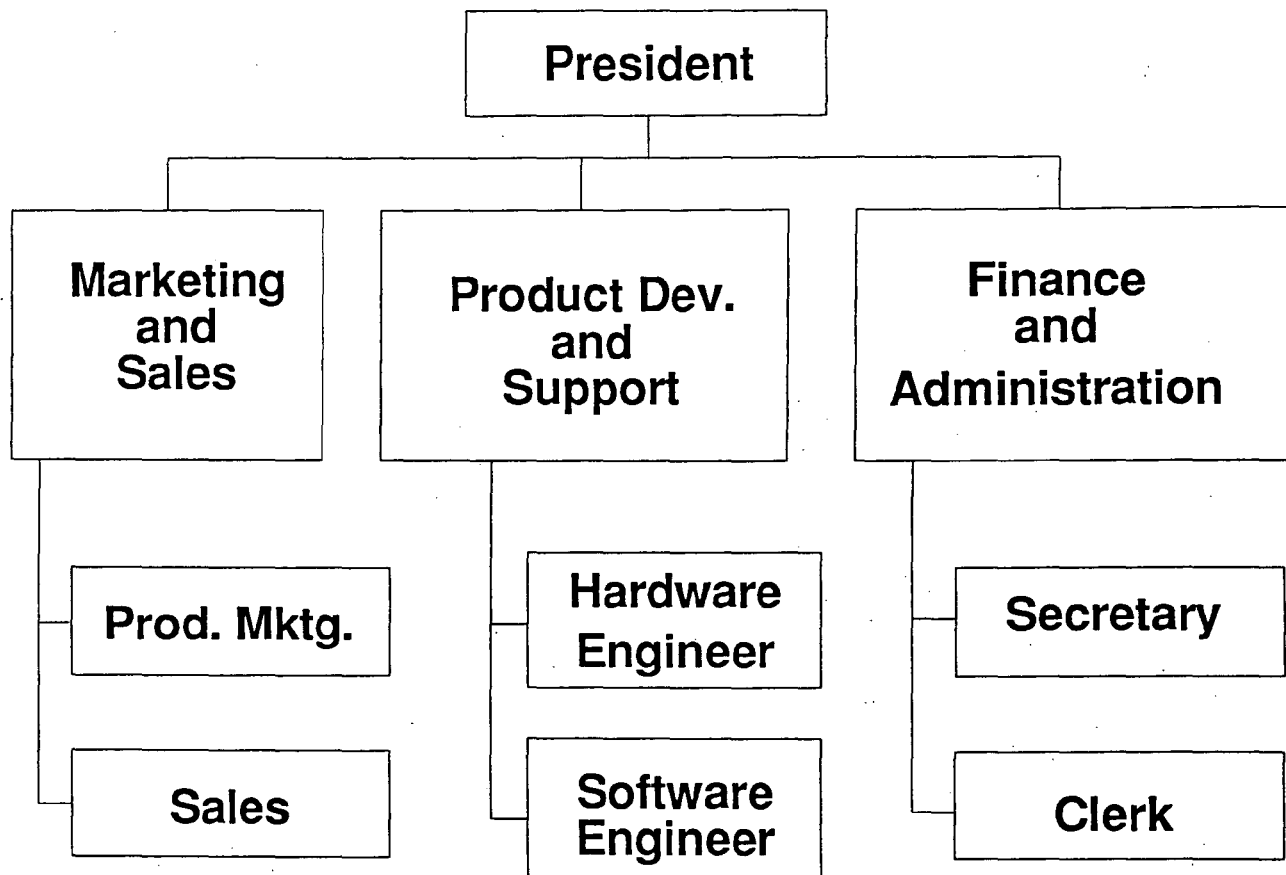 President
Marketing
and
Sales
Product Dev.
and
Support
Finance
and
Administration
Prod. Mktg.
Sales
Hardware
Engineer
Software
Engineer
Secretary
Clerk